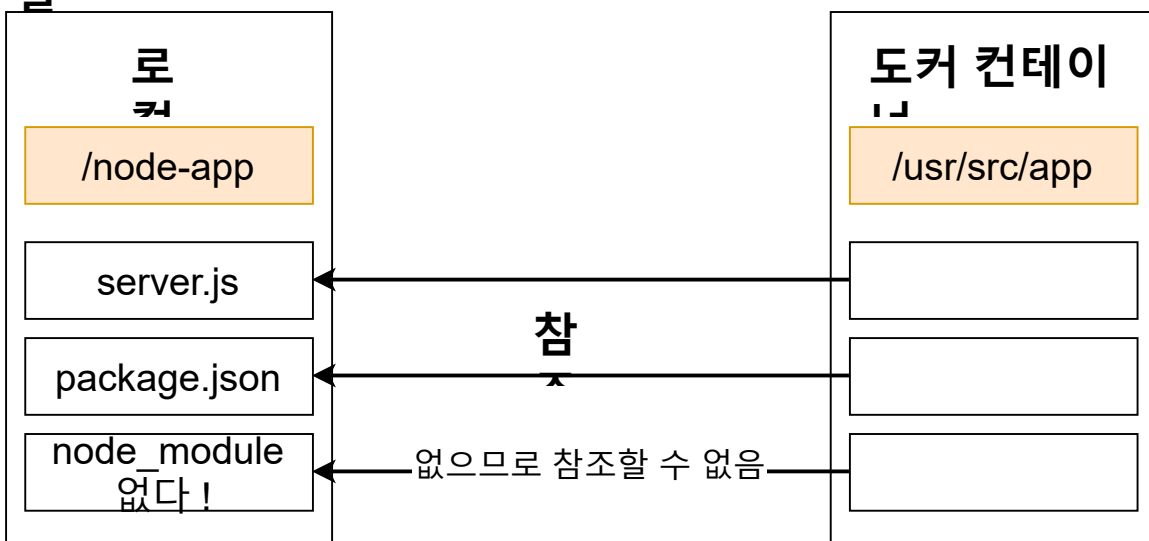 로
도커 컨테이
/node-app
/usr/src/app
server.js
참
package.json
node_module
없다 !
없으므로 참조할 수 없음